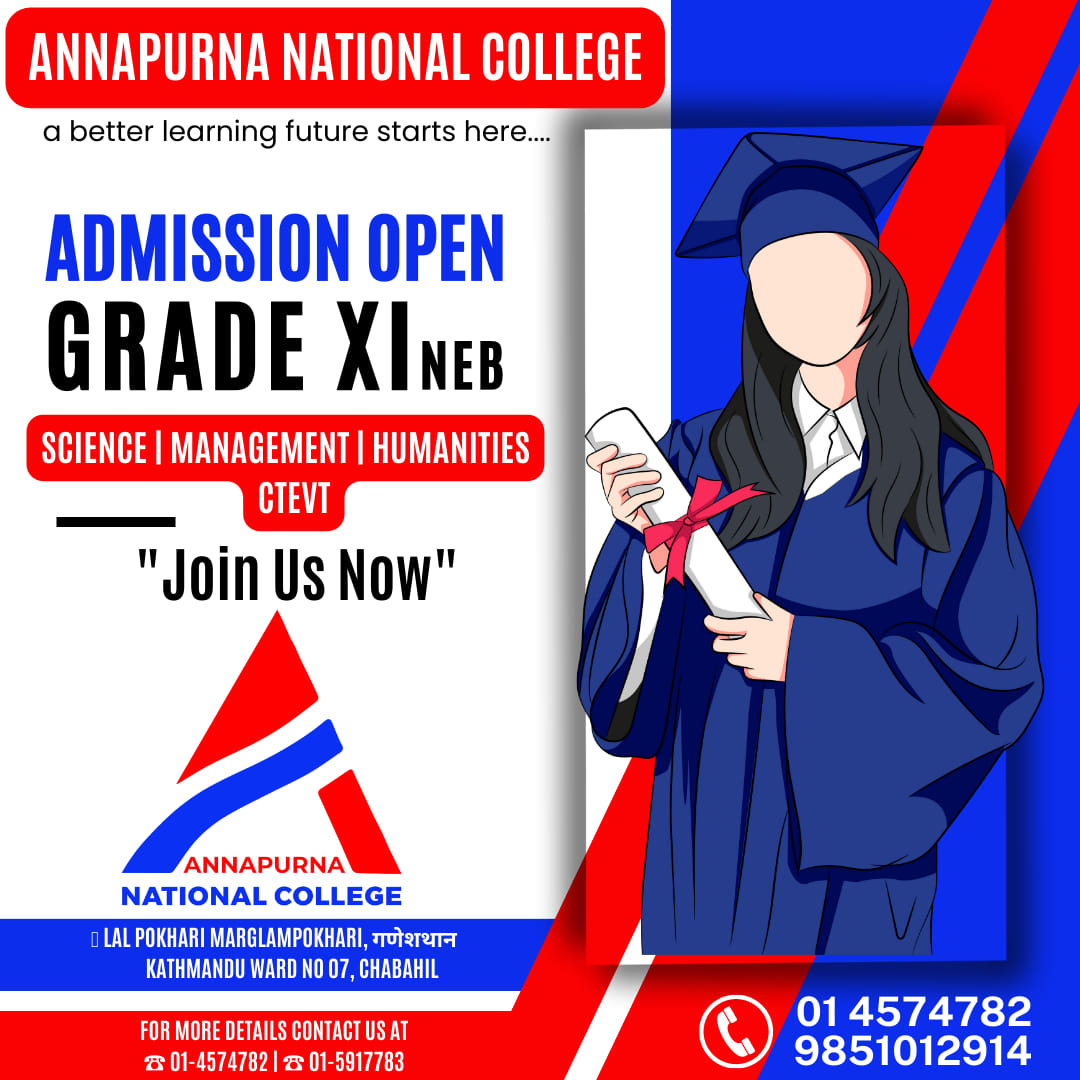 ANNAPURNA NATIONAL COLLEGE
a better learning future starts here....
ADMISSION OPEN
GRADE XI NEB
SCIENCE | MANAGEMENT | HUMANITIES
CTEVT
"Join Us Now"
ANNAPURNA
NATIONAL COLLEGE
LAL POKHARI MARGLAMPOKHARI, गणेशथान
KATHMANDU WARD NO 07, CHABAHIL
FOR MORE DETAILS CONTACT US AT
☎ 01-4574782 | ☎ 01-5917783
01 4574782
9851012914